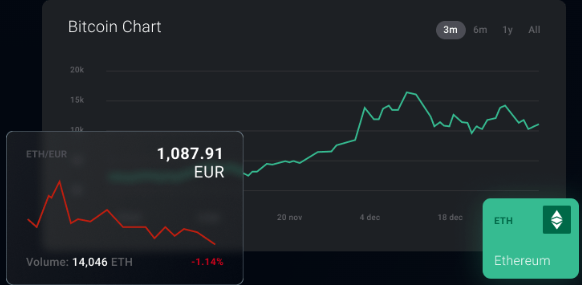 Bitcoin Chart
3m 6m 1y All
20k
15k
10k
ETH/EUR
1,087.91
EUR
20 nov 4 dec 18 dec
ETH
Ethereum
Volume: 14,046 ETH
-1.14%